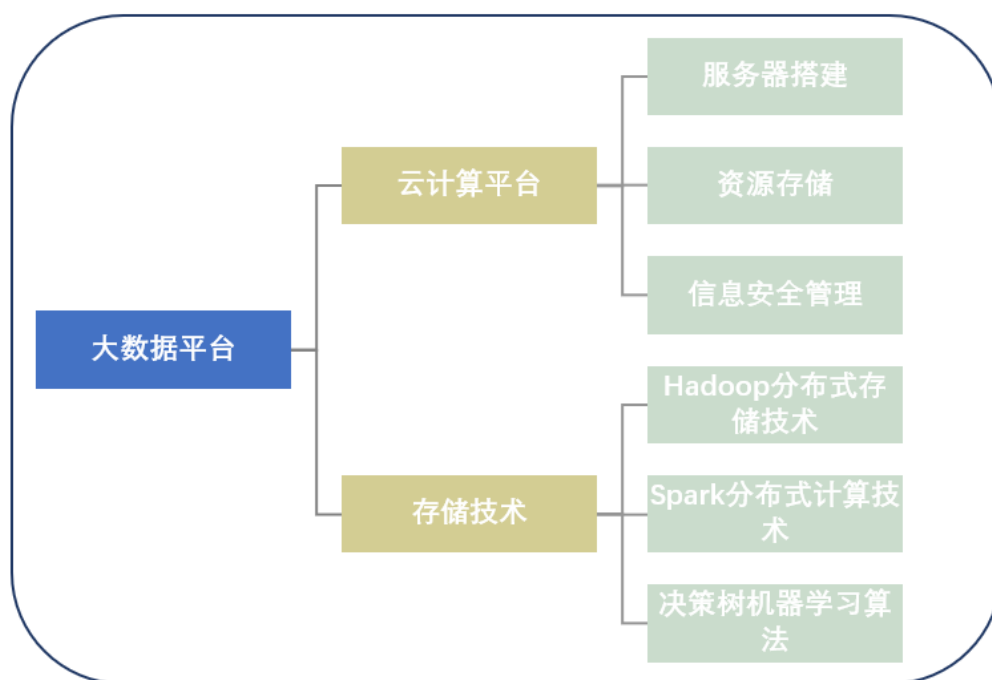 服务器搭建
云计算平台
资源存储
信息安全管理
大数据平台
Hadoop分布式存
储技术
存储技术
Spark分布式计算技
术
决策树机器学习算
法